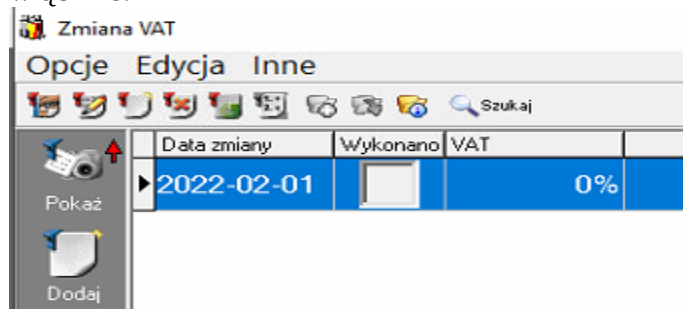 Zmiana VAT
Opcje Edycja Inne
Szukaj
Data zmiany Wykonano VAT
Pokaż
2022-02-01 0%
Dodaj